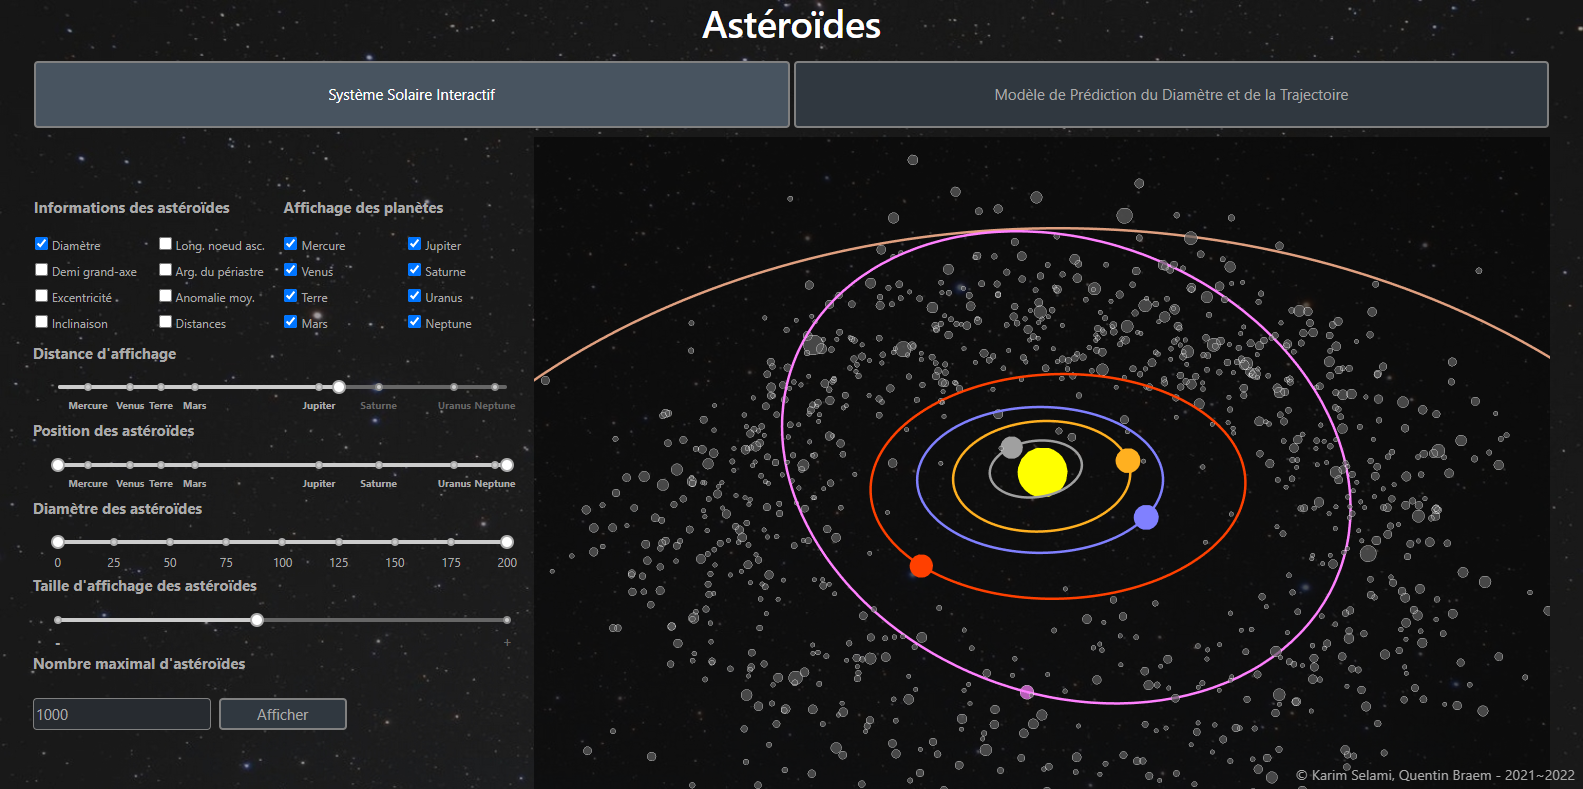 Astéroïdes
Système Solaire Interactif
Modèle de Prédiction du Diamètre et de la Trajectoire
Informations des astéroïdes
Affichage des planètes
Diamètre
Long. noeud asc.
Mercure
Jupiter
Demi grand-axe
Arg. du périastre
Venus
Saturne
Excentricité
Anomalie moy.
Terre
Uranus
Inclinaison
Distances
Mars
Neptune
Distance d'affichage
Mercure Venus Terre Mars Jupiter Saturne Uranus Neptune
Position des astéroïdes
Mercure Venus Terre Mars Jupiter Saturne Uranus Neptune
Diamètre des astéroïdes
0 25 50 75 100 125 150 175 200
Taille d'affichage des astéroïdes
- +
Nombre maximal d'astéroïdes
1000
Afficher
© Karim Selami, Quentin Braem - 2021~2022